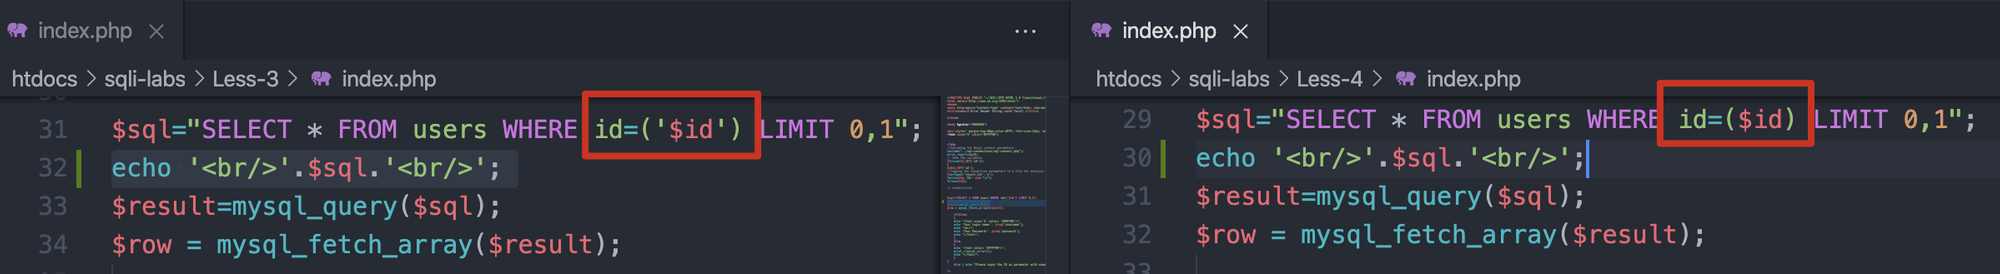 index.php
htdocs > sqli-labs > Less-3 > index.php
31 $sql="SELECT * FROM users WHERE id=('$id') LIMIT 0,1";
32 echo '<br/>'.$sql.'<br/>';
33 $result=mysql_query($sql);
34 $row = mysql_fetch_array($result);
index.php
htdocs > sqli-labs > Less-4 > index.php
29 $sql="SELECT * FROM users WHERE id=($id) LIMIT 0,1";
30 echo '<br/>'.$sql.'<br/>';
31 $result=mysql_query($sql);
32 $row = mysql_fetch_array($result);
33